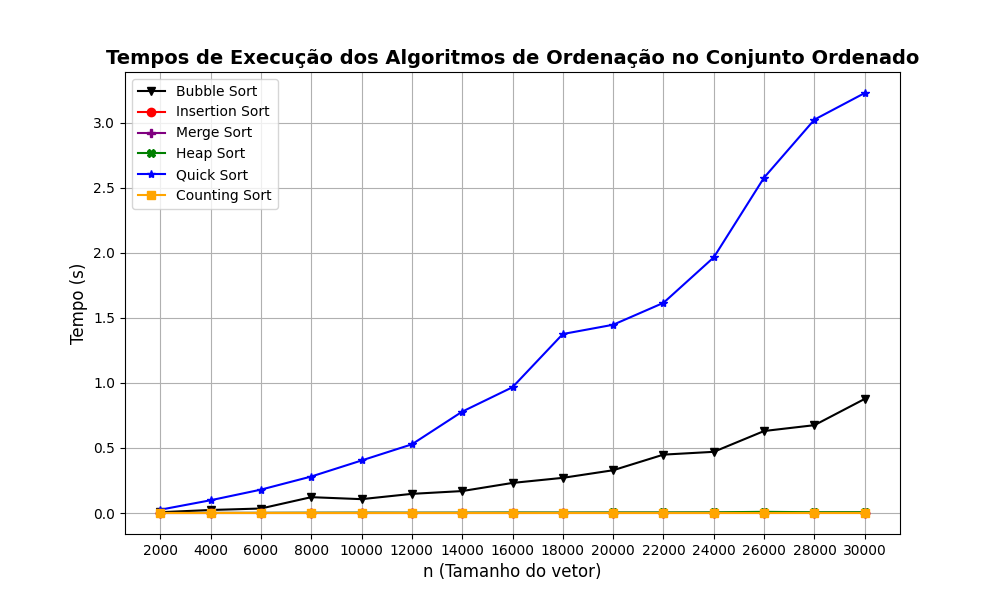 Tempos de Execução dos Algoritmos de Ordenação no Conjunto Ordenado
Bubble Sort
Insertion Sort
Merge Sort
Heap Sort
Quick Sort
Counting Sort
Tempo (s)
3.0
2.5
2.0
1.5
1.0
0.5
0.0
2000 4000 6000 8000 10000 12000 14000 16000 18000 20000 22000 24000 26000 28000 30000
n (Tamanho do vetor)